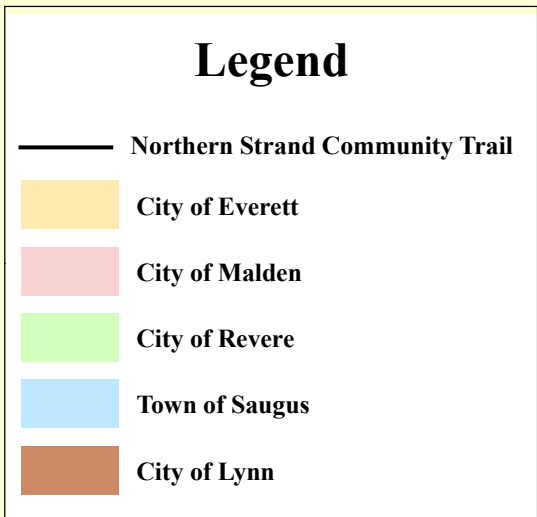 Legend
Northern Strand Community Trail
City of Everett
City of Malden
City of Revere
Town of Saugus
City of Lynn